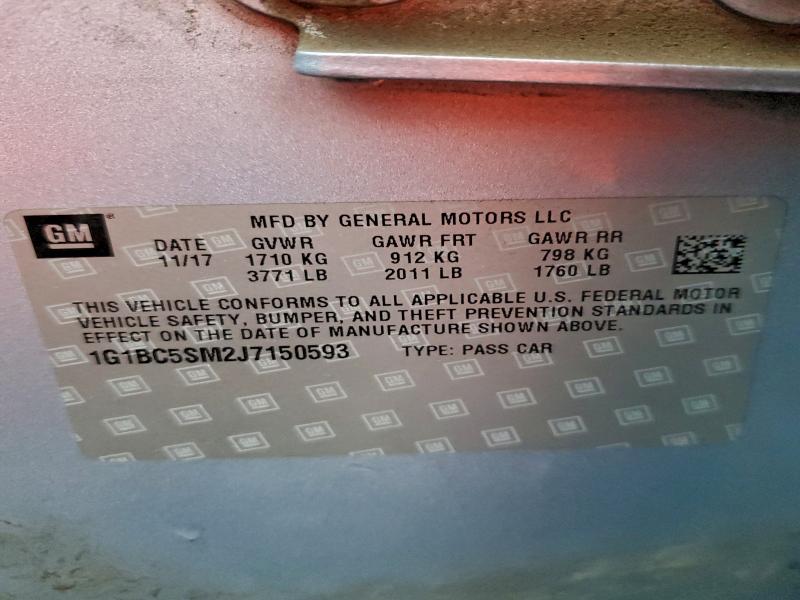 GM
MFD BY GENERAL MOTORS LLC
DATE GVWR GAWR FRT GAWR RR
11/17 1710 KG 912 KG 798 KG
3771 LB 2011 LB 1760 LB
THIS VEHICLE CONFORMS TO ALL APPLICABLE U.S. FEDERAL MOTOR
VEHICLE SAFETY, BUMPER, AND THEFT PREVENTION STANDARDS IN
EFFECT ON THE DATE OF MANUFACTURE SHOWN ABOVE.
1G1BC5SM2J7150593 TYPE: PASS CAR